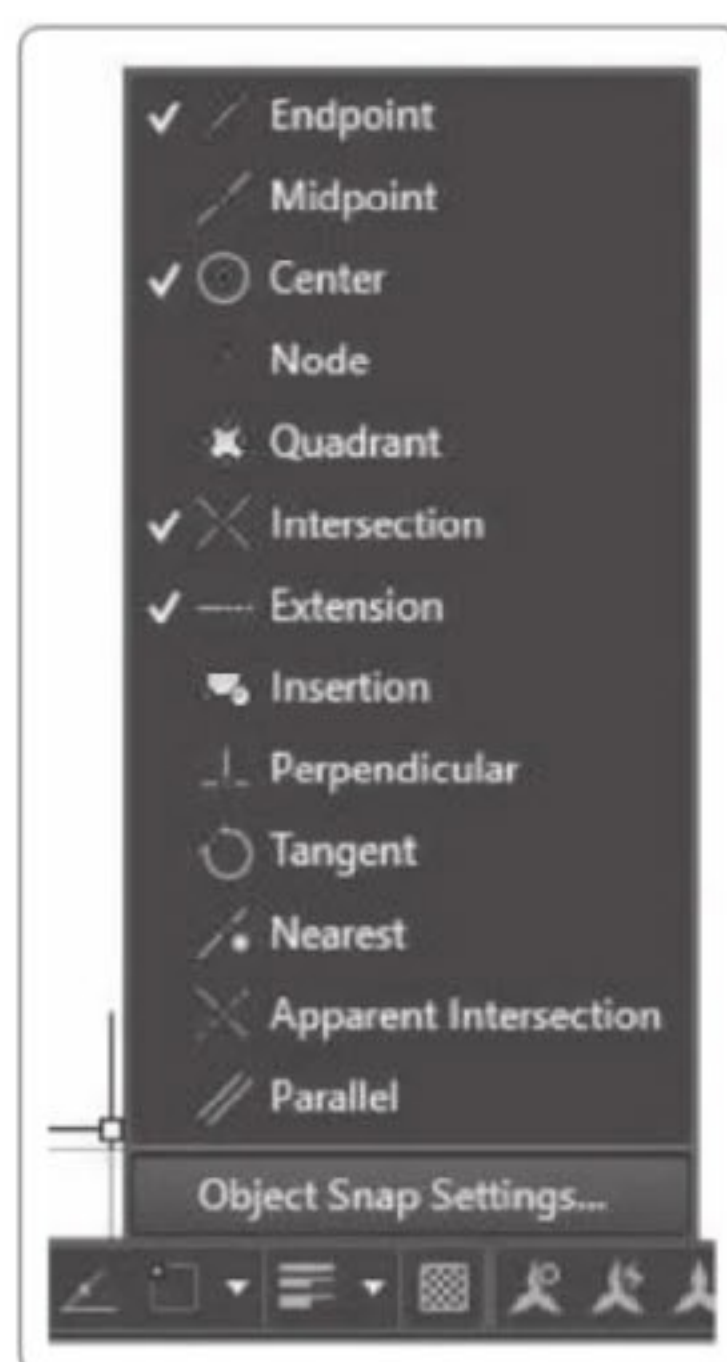 Endpoint
Midpoint
Center
Node
Quadrant
Intersection
Extension
Insertion
Perpendicular
Tangent
Nearest
Apparent Intersection
Parallel
Object Snap Settings...